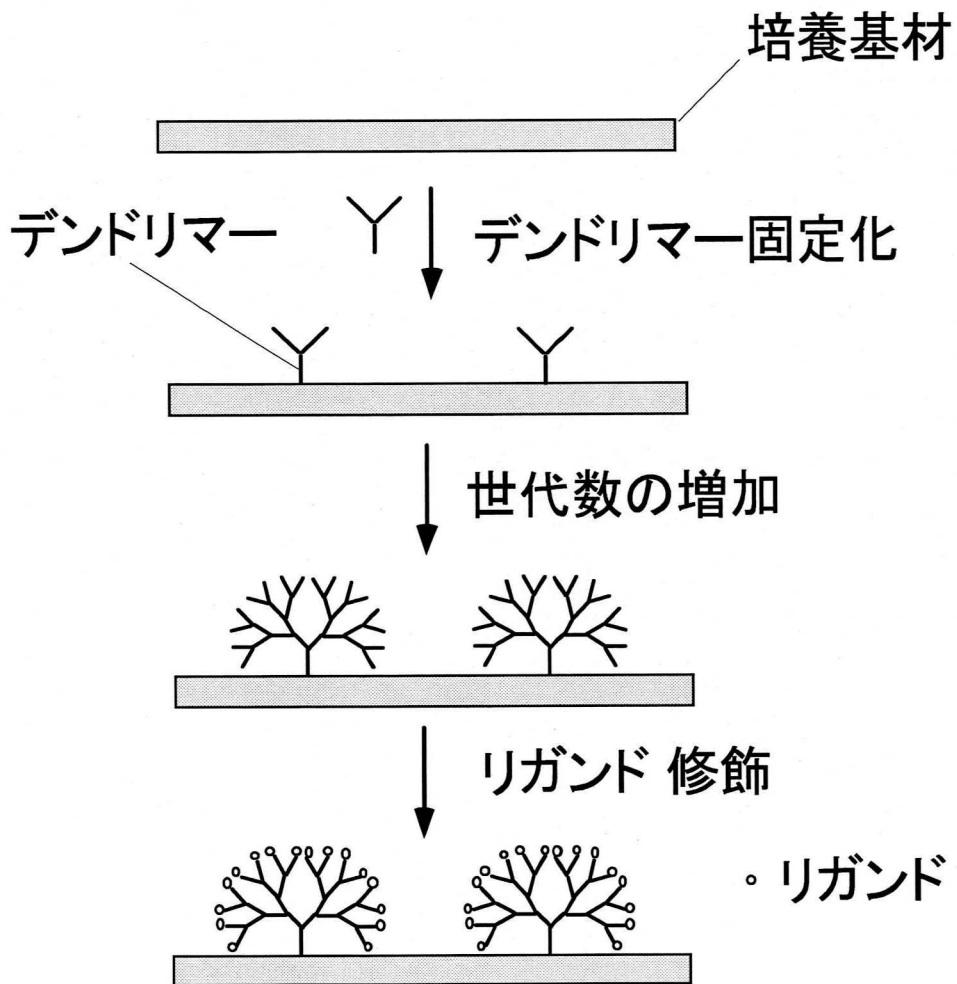 培養基材
デンドリマー
デンドリマー固定化
世代数の増加
リガンド 修飾
リガンド